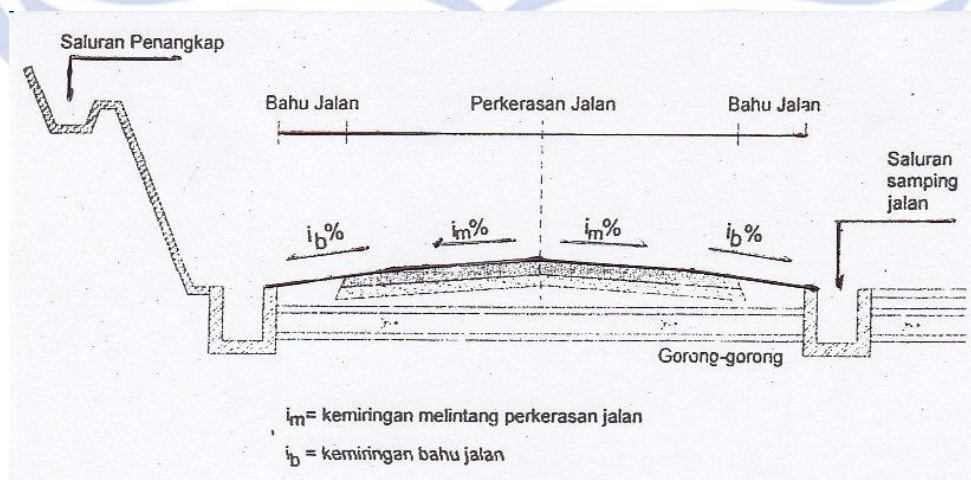 Saluran Penangkap
Bahu Jalan
Perkerasan Jalan
Bahu Jalan
Saluran
samping
jalan
ib%
im%
im%
ib%
Gorong-gorong
im= kemiringan melintang perkerasan jalan
ib = kemiringan bahu jalan